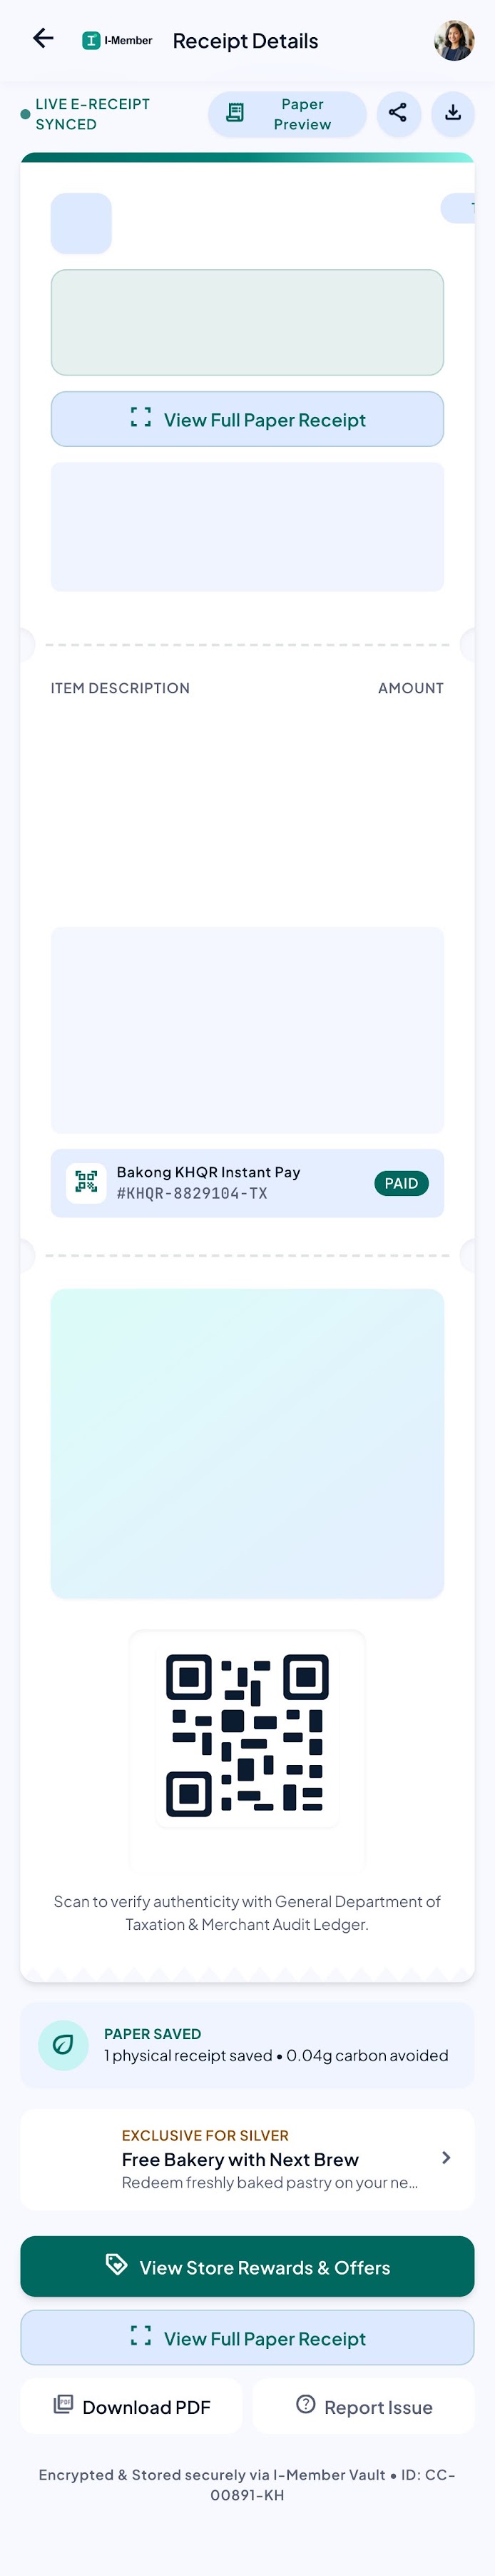 I-Member
Receipt Details
LIVE E-RECEIPT
SYNCED
Paper
Preview
View Full Paper Receipt
ITEM DESCRIPTION
AMOUNT
Bakong KHQR Instant Pay
#KHQR-8829104-TX
PAID
Scan to verify authenticity with General Department of
Taxation & Merchant Audit Ledger.
PAPER SAVED
1 physical receipt saved • 0.04g carbon avoided
EXCLUSIVE FOR SILVER
Free Bakery with Next Brew
Redeem freshly baked pastry on your ne...
View Store Rewards & Offers
View Full Paper Receipt
PDF
Download PDF
Report Issue
Encrypted & Stored securely via I-Member Vault • ID: CC-
00891-KH